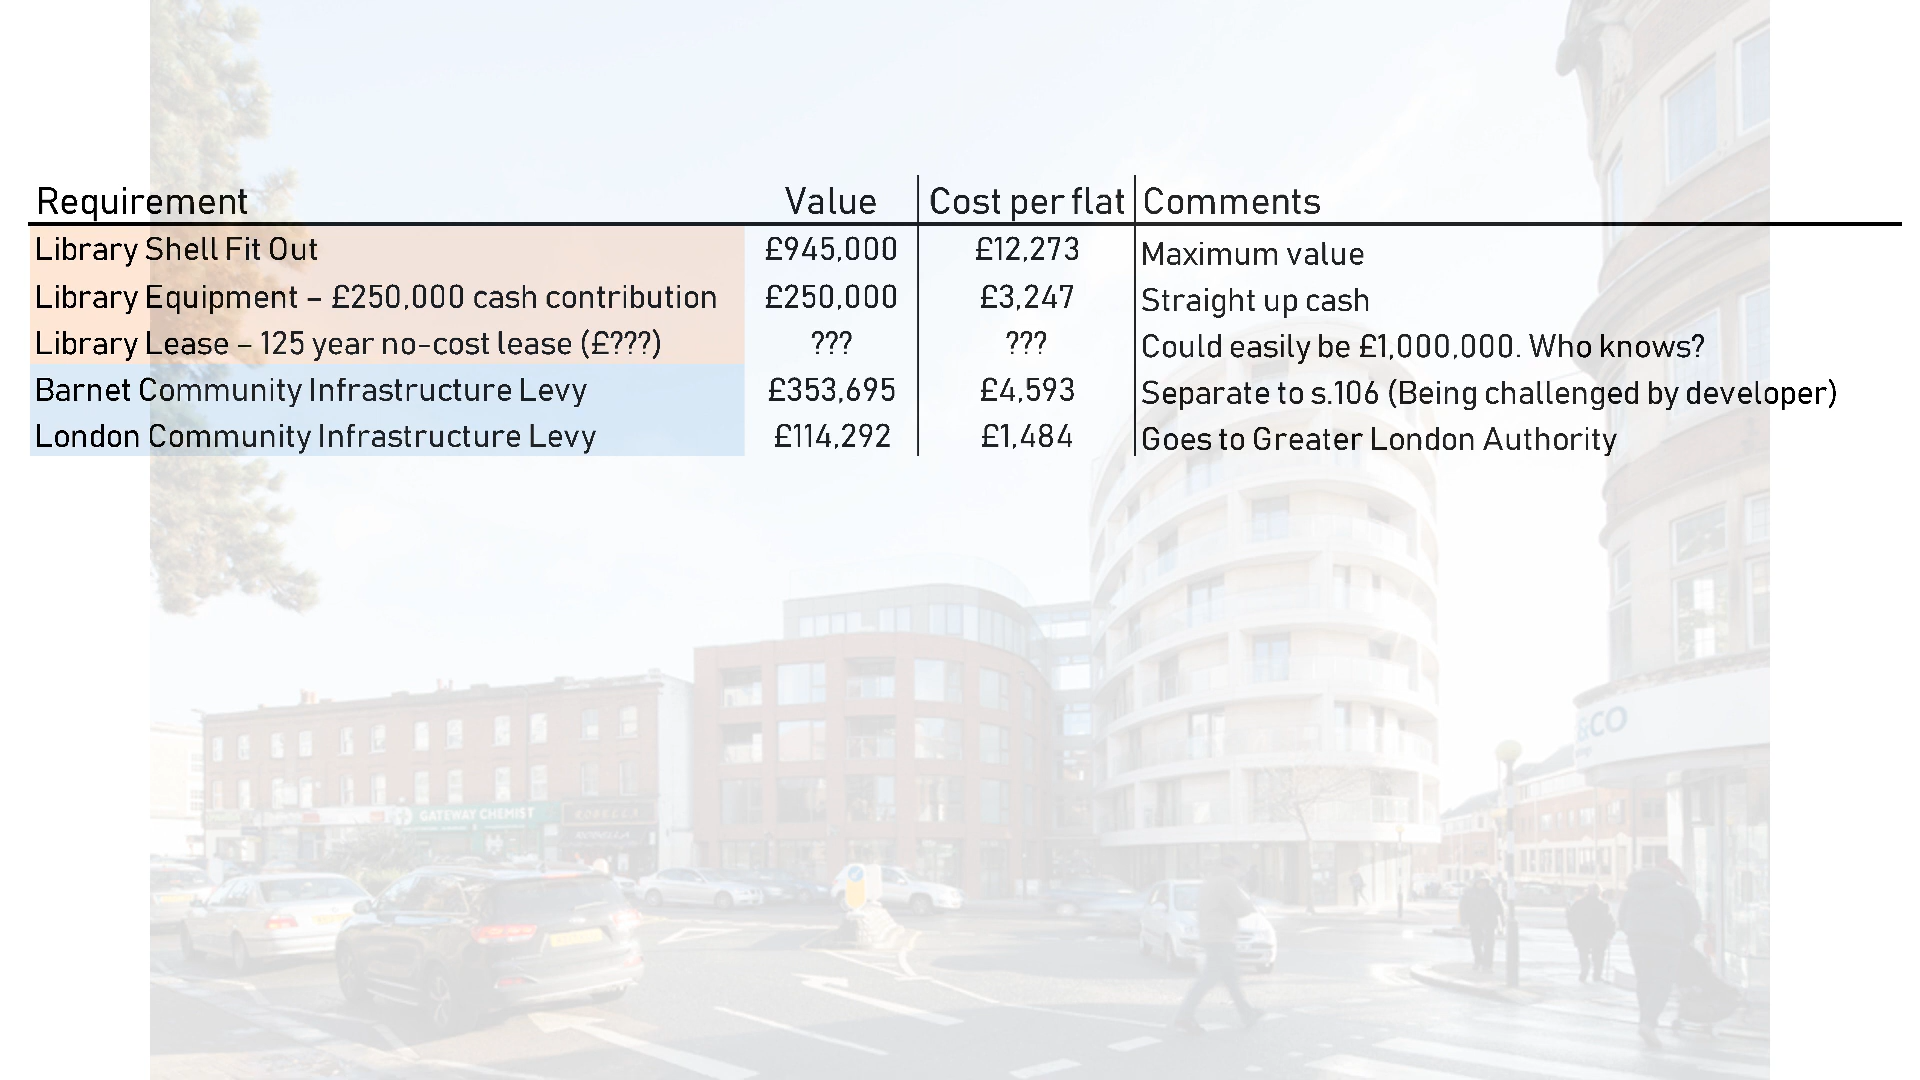 Requirement Value Cost per flat Comments
Library Shell Fit Out £945,000 £12,273 Maximum value
Library Equipment – £250,000 cash contribution £250,000 £3,247 Straight up cash
Library Lease – 125 year no-cost lease (£???) ??? ??? Could easily be £1,000,000. Who knows?
Barnet Community Infrastructure Levy £353,695 £4,593 Separate to s.106 (Being challenged by developer)
London Community Infrastructure Levy £114,292 £1,484 Goes to Greater London Authority
&CO
GATEWAY CHEMIST